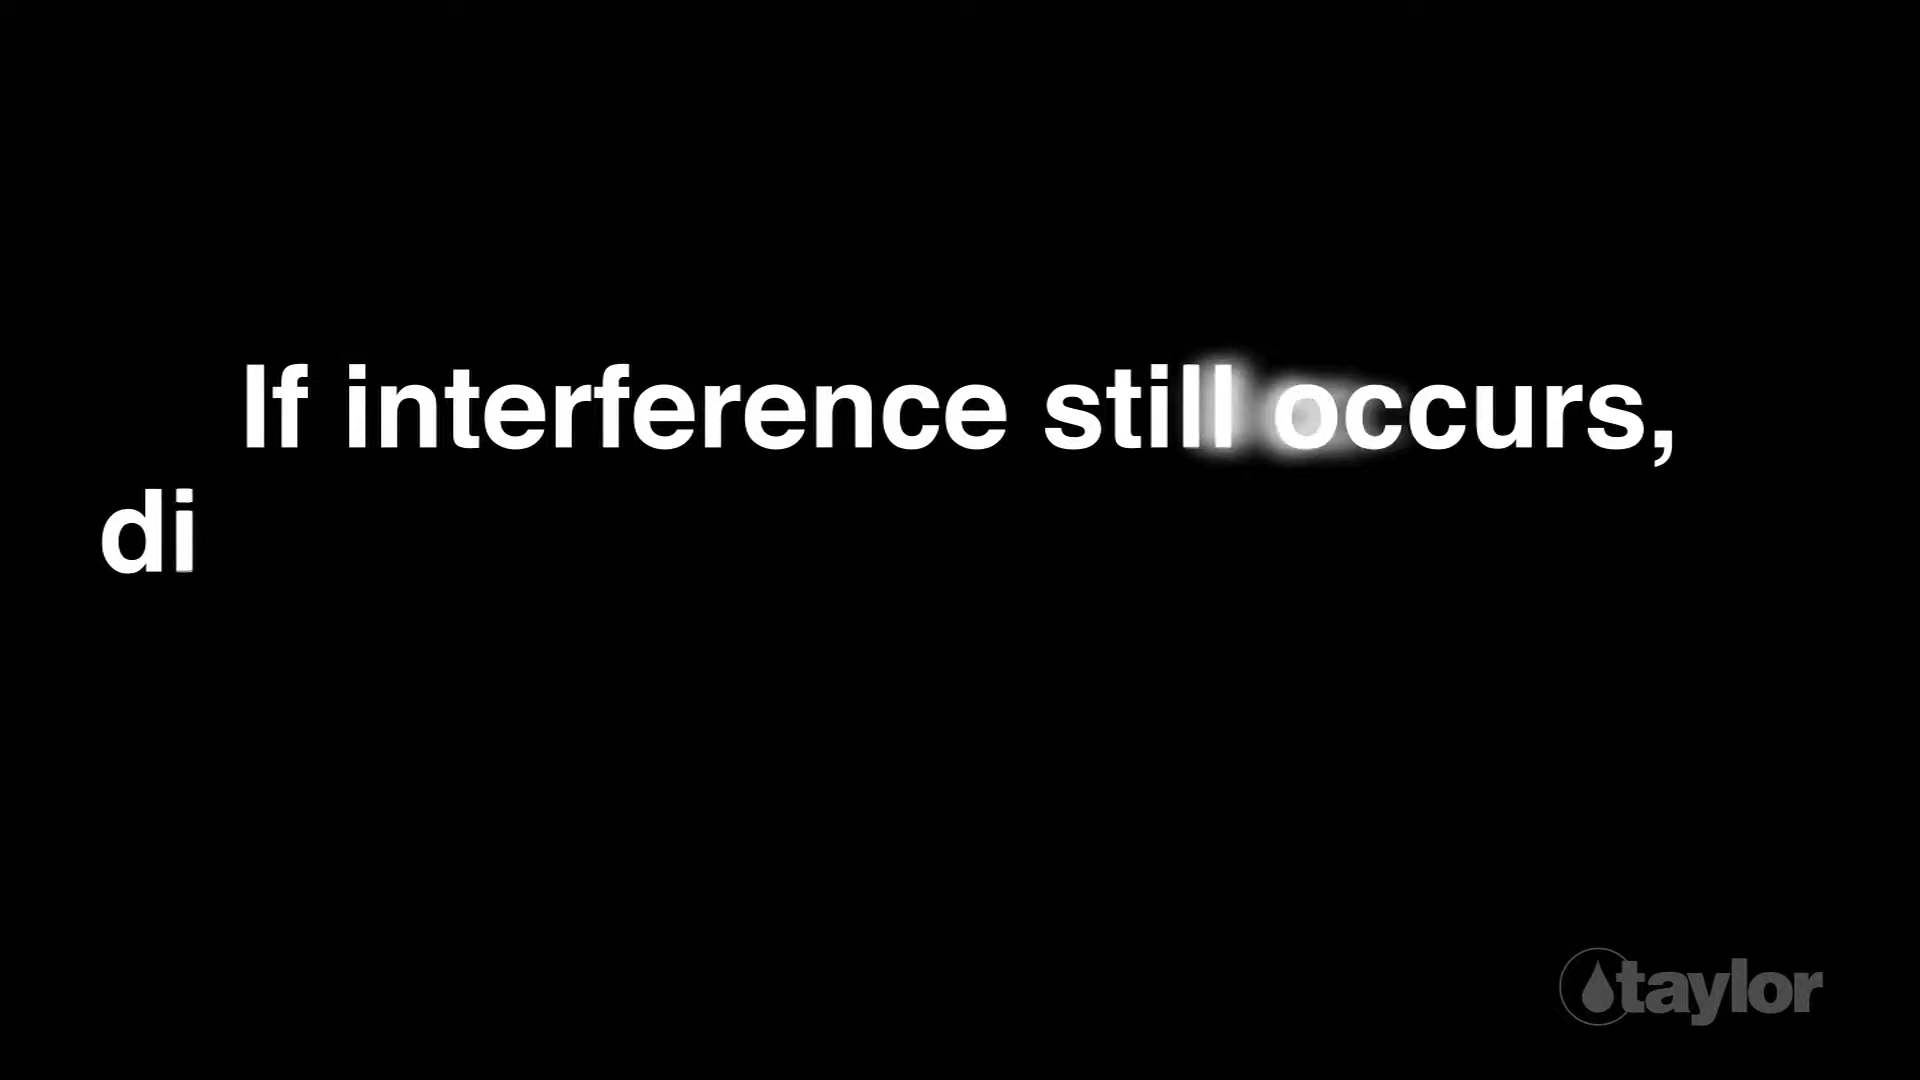 If interference still occurs,
di
taylor